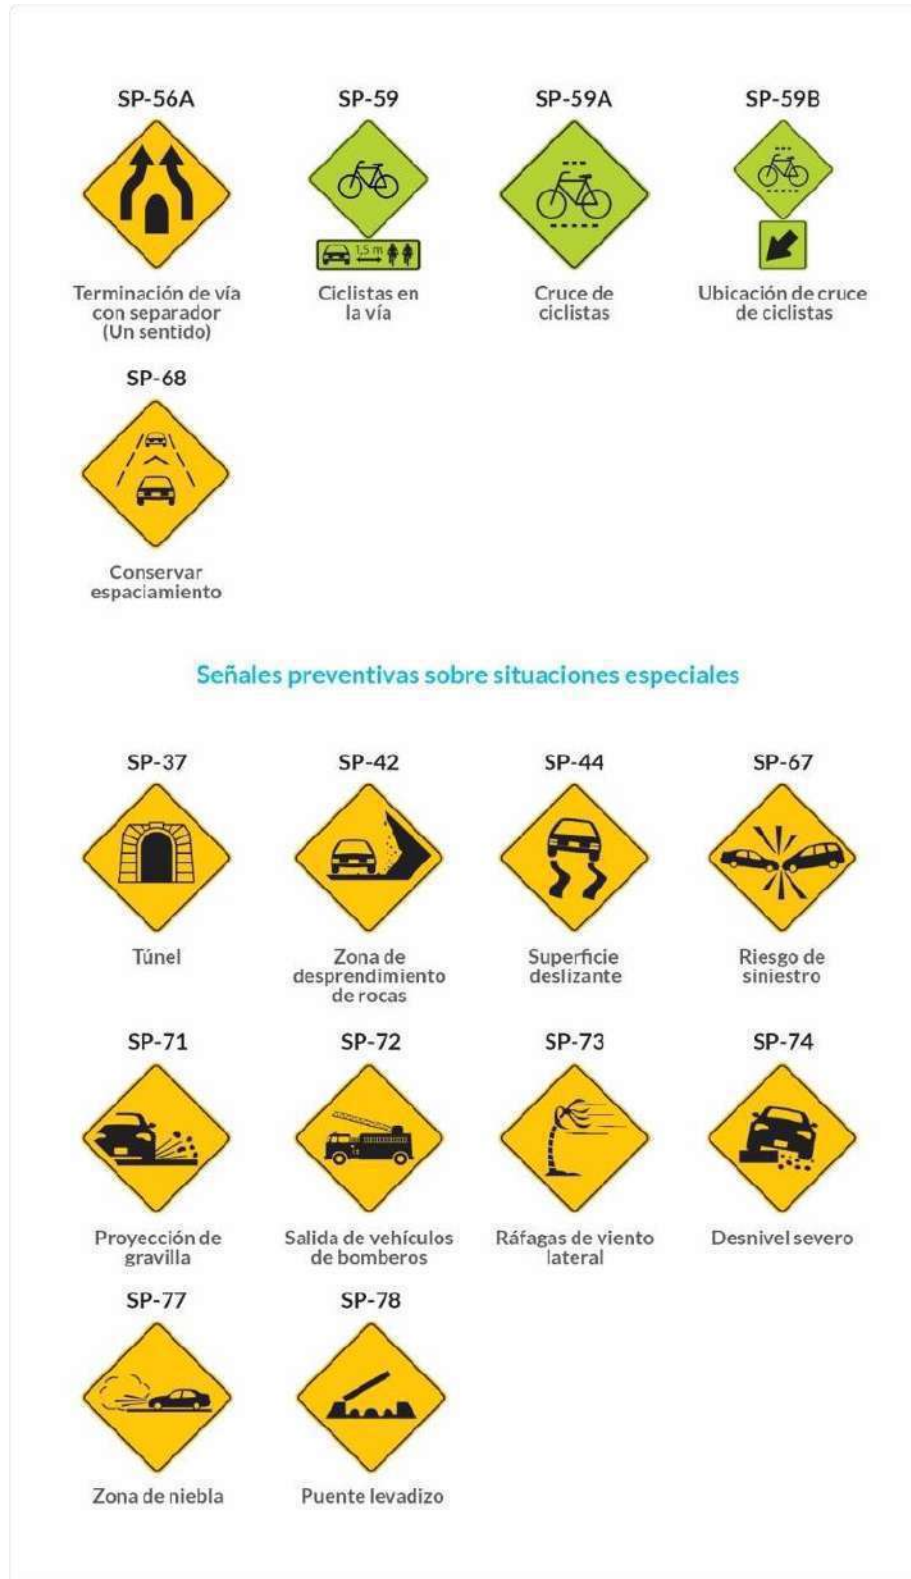 SP-56A
SP-59
SP-59A
SP-59B
1,5 m
Terminación de vía
con separador
(Un sentido)
Ciclistas en
la vía
Cruce de
ciclistas
Ubicación de cruce
de ciclistas
SP-68
Conservar
espaciamiento
Señales preventivas sobre situaciones especiales
SP-37
SP-42
SP-44
SP-67
Túnel
Zona de
desprendimiento
de rocas
Superficie
deslizante
Riesgo de
siniestro
SP-71
SP-72
SP-73
SP-74
Proyección de
gravilla
Salida de vehículos
de bomberos
Ráfagas de viento
lateral
Desnivel severo
SP-77
SP-78
Zona de niebla
Puente levadizo